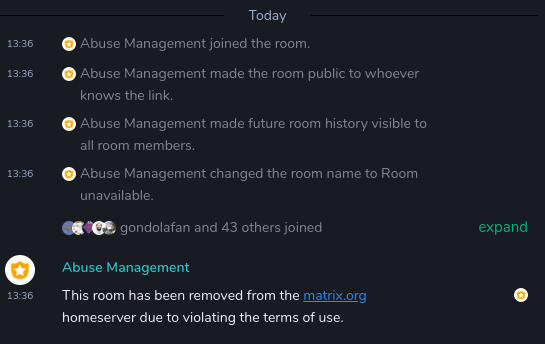 Today
13:36 Abuse Management joined the room.
13:36 Abuse Management made the room public to whoever
knows the link.
13:36 Abuse Management made future room history visible to
all room members.
13:36 Abuse Management changed the room name to Room
unavailable.
gondolafan and 43 others joined expand
Abuse Management
13:36 This room has been removed from the matrix.org
homeserver due to violating the terms of use.